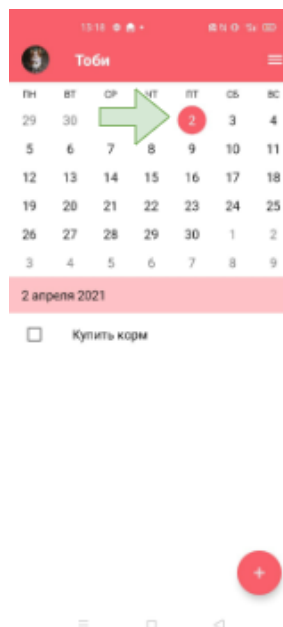 13:18
Тоби
ПН ВТ СР ЧТ ПТ СБ ВС
29 30 2 3 4
5 6 7 8 9 10 11
12 13 14 15 16 17 18
19 20 21 22 23 24 25
26 27 28 29 30 1 2
3 4 5 6 7 8 9
2 апреля 2021
Купить корм
+